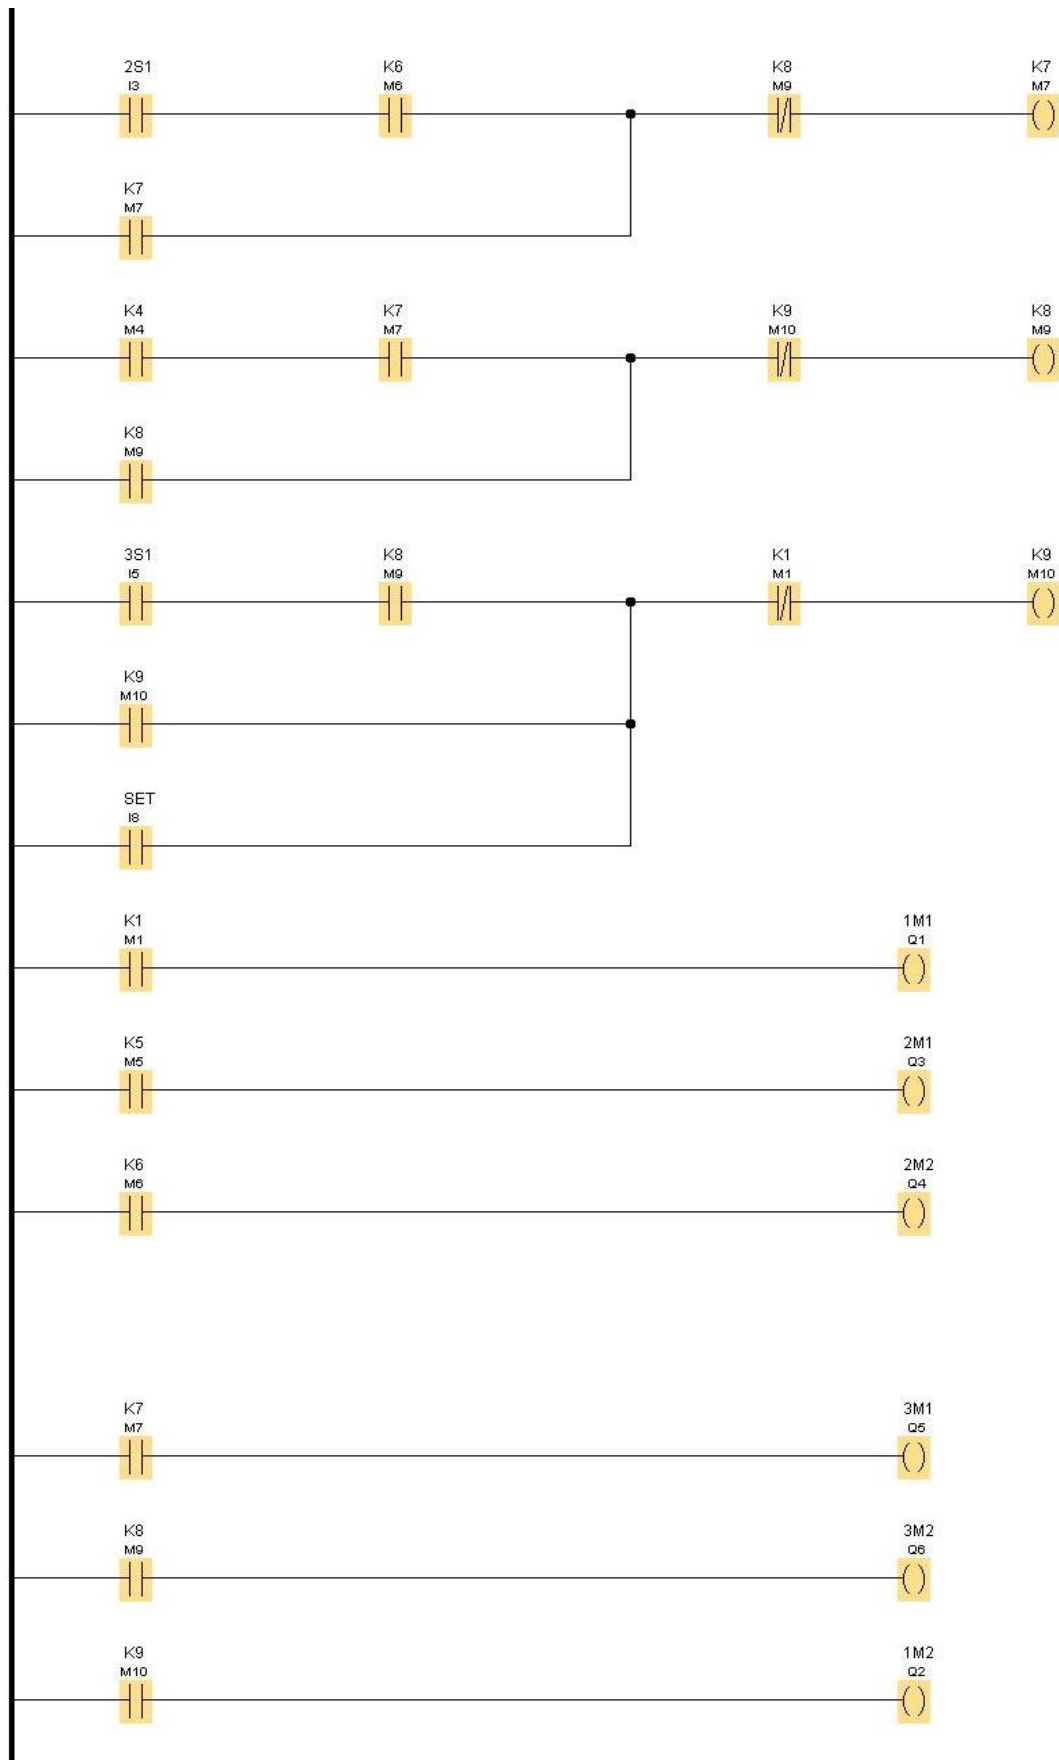 2S1 K6 K8 K7
I3 M6 M9 M7
K7
M7
K4 K7 K9 K8
M4 M7 M10 M9
K8
M9
3S1 K8 K1 K9
I5 M9 M1 M10
K9
M10
SET
I8
K1 1M1
M1 Q1
K5 2M1
M5 Q3
K6 2M2
M6 Q4
K7 3M1
M7 Q5
K8 3M2
M9 Q6
K9 1M2
M10 Q2